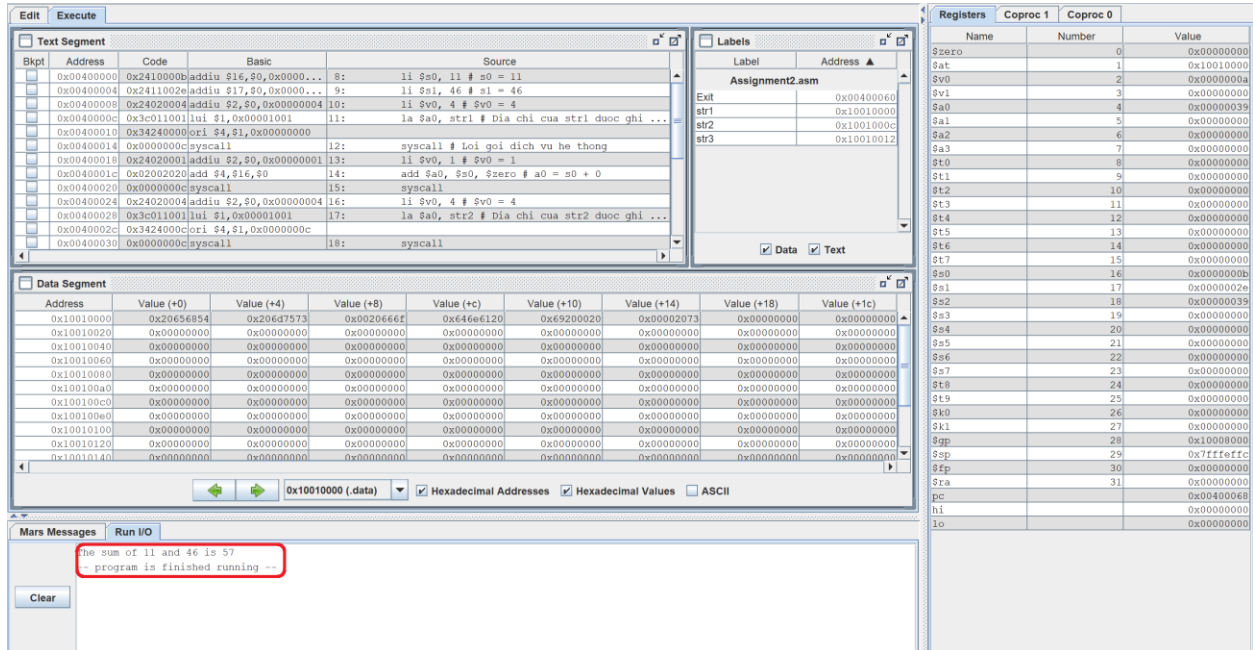 Edit Execute
Text Segment
Bkpt Address Code Basic Source
0x00400000 0x2410000b addiu $16,$0,0x0000... 8: li $s0, 11 # s0 = 11
0x00400004 0x2411002e addiu $17,$0,0x0000... 9: li $s1, 46 # s1 = 46
0x00400008 0x24020004 addiu $2,$0,0x00000004 10: li $v0, 4 # $v0 = 4
0x0040000c 0x3c011001 lui $1,0x00001001 11: la $a0, str1 # Dia chi cua str1 duoc ghi ...
0x00400010 0x34240000 ori $4,$1,0x00000000
0x00400014 0x0000000c syscall 12: syscall # Loi goi dich vu he thong
0x00400018 0x24020001 addiu $2,$0,0x00000001 13: li $v0, 1 # $v0 = 1
0x0040001c 0x02002020 add $4,$16,$0 14: add $a0, $s0, $zero # a0 = s0 + 0
0x00400020 0x0000000c syscall 15: syscall
0x00400024 0x24020004 addiu $2,$0,0x00000004 16: li $v0, 4 # $v0 = 4
0x00400028 0x3c011001 lui $1,0x00001001 17: la $a0, str2 # Dia chi cua str2 duoc ghi ...
0x0040002c 0x3424000c ori $4,$1,0x0000000c
0x00400030 0x0000000c syscall 18: syscall
Labels
Label Address ▲
Assignment2.asm
Exit 0x00400060
str1 0x10010000
str2 0x1001000c
str3 0x10010012
Data Text
Data Segment
Address Value (+0) Value (+4) Value (+8) Value (+c) Value (+10) Value (+14) Value (+18) Value (+1c)
0x10010000 0x20656854 0x206d7573 0x0020666f 0x646e6120 0x69200020 0x00002073 0x00000000 0x00000000
0x10010020 0x00000000 0x00000000 0x00000000 0x00000000 0x00000000 0x00000000 0x00000000 0x00000000
0x10010040 0x00000000 0x00000000 0x00000000 0x00000000 0x00000000 0x00000000 0x00000000 0x00000000
0x10010060 0x00000000 0x00000000 0x00000000 0x00000000 0x00000000 0x00000000 0x00000000 0x00000000
0x10010080 0x00000000 0x00000000 0x00000000 0x00000000 0x00000000 0x00000000 0x00000000 0x00000000
0x100100a0 0x00000000 0x00000000 0x00000000 0x00000000 0x00000000 0x00000000 0x00000000 0x00000000
0x100100c0 0x00000000 0x00000000 0x00000000 0x00000000 0x00000000 0x00000000 0x00000000 0x00000000
0x100100e0 0x00000000 0x00000000 0x00000000 0x00000000 0x00000000 0x00000000 0x00000000 0x00000000
0x10010100 0x00000000 0x00000000 0x00000000 0x00000000 0x00000000 0x00000000 0x00000000 0x00000000
0x10010120 0x00000000 0x00000000 0x00000000 0x00000000 0x00000000 0x00000000 0x00000000 0x00000000
0x10010140 0x00000000 0x00000000 0x00000000 0x00000000 0x00000000 0x00000000 0x00000000 0x00000000
0x10010000 (.data) Hexadecimal Addresses Hexadecimal Values ASCII
Mars Messages Run I/O
The sum of 11 and 46 is 57
-- program is finished running --
Clear
Registers Coproc 1 Coproc 0
Name Number Value
$zero 0 0x00000000
$at 1 0x10010000
$v0 2 0x0000000a
$v1 3 0x00000000
$a0 4 0x00000039
$a1 5 0x00000000
$a2 6 0x00000000
$a3 7 0x00000000
$t0 8 0x00000000
$t1 9 0x00000000
$t2 10 0x00000000
$t3 11 0x00000000
$t4 12 0x00000000
$t5 13 0x00000000
$t6 14 0x00000000
$t7 15 0x00000000
$s0 16 0x0000000b
$s1 17 0x0000002e
$s2 18 0x00000039
$s3 19 0x00000000
$s4 20 0x00000000
$s5 21 0x00000000
$s6 22 0x00000000
$s7 23 0x00000000
$t8 24 0x00000000
$t9 25 0x00000000
$k0 26 0x00000000
$k1 27 0x00000000
$gp 28 0x10008000
$sp 29 0x7fffeffc
$fp 30 0x00000000
$ra 31 0x00000000
pc 0x00400068
hi 0x00000000
lo 0x00000000